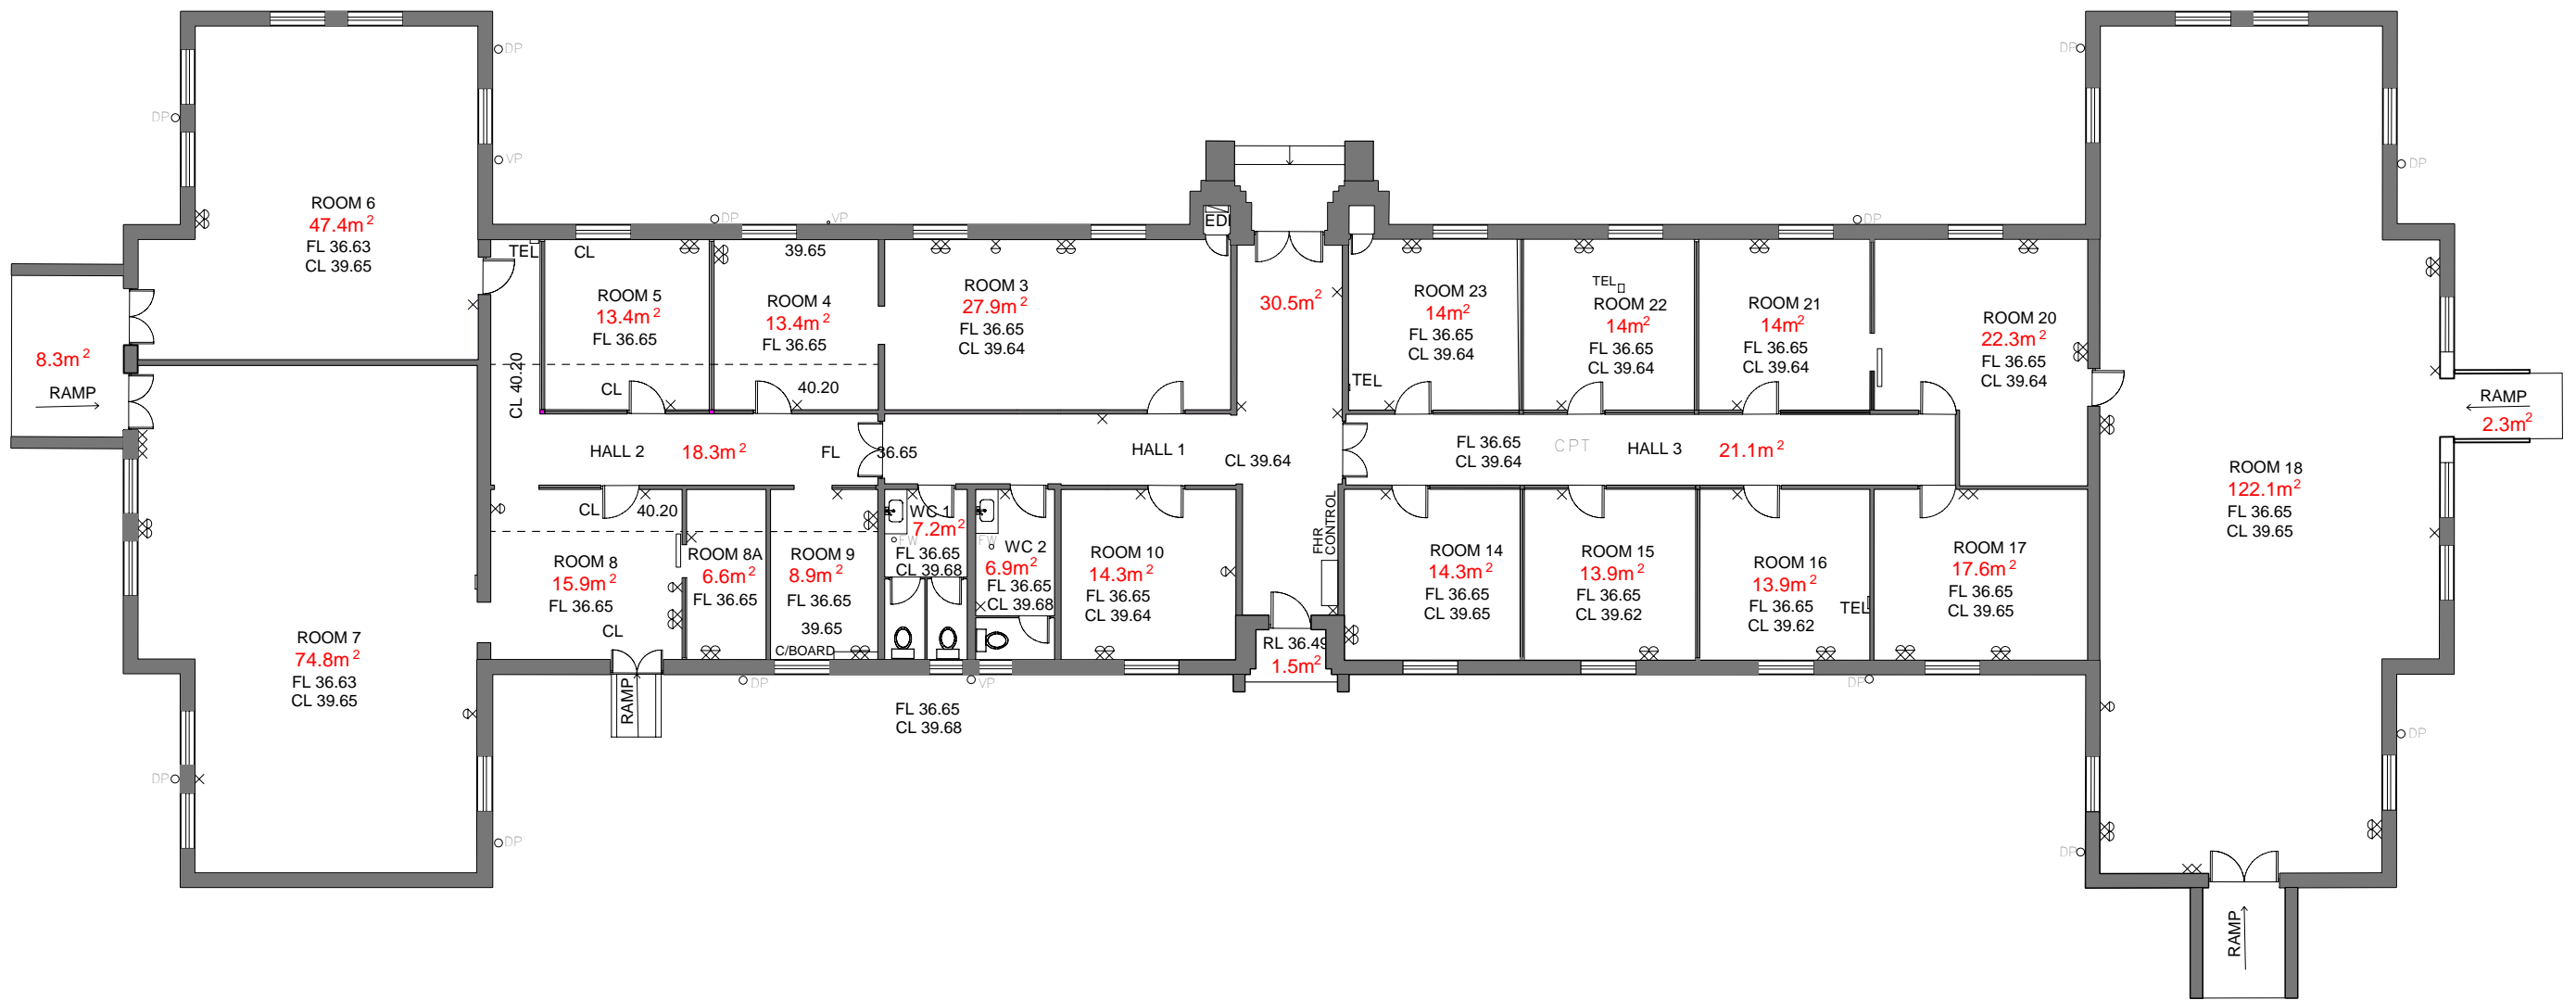 DP
DP
VP
ROOM 6
47.4m²
FL 36.63
CL 39.65
8.3m²
RAMP
ROOM 7
74.8m²
FL 36.63
CL 39.65
DP
DP
DP
VP
TEL
CL
ROOM 5
13.4m²
FL 36.65
CL
CL 40.20
39.65
ROOM 4
13.4m²
FL 36.65
40.20
ROOM 3
27.9m²
FL 36.65
CL 39.64
HALL 2
18.3m²
FL 36.65
HALL 1
CL 39.64
30.5m²
CL
40.20
ROOM 8
15.9m²
FL 36.65
CL
RAMP
ROOM 8A
6.6m²
FL 36.65
ROOM 9
8.9m²
FL 36.65
39.65
C/BOARD
WC 1
7.2m²
FW
FL 36.65
CL 39.68
FW
WC 2
6.9m²
FL 36.65
CL 39.68
ROOM 10
14.3m²
FL 36.65
CL 39.64
DP
VP
FL 36.65
CL 39.68
FHR
CONTROL
RL 36.49
1.5m²
ROOM 23
14m²
FL 36.65
CL 39.64
TEL
TEL
ROOM 22
14m²
FL 36.65
CL 39.64
ROOM 21
14m²
FL 36.65
CL 39.64
DP
ROOM 20
22.3m²
FL 36.65
CL 39.64
FL 36.65
CL 39.64
CPT
HALL 3
21.1m²
ROOM 14
14.3m²
FL 36.65
CL 39.65
ROOM 15
13.9m²
FL 36.65
CL 39.62
ROOM 16
13.9m²
FL 36.65
CL 39.62
TEL
ROOM 17
17.6m²
FL 36.65
CL 39.65
DP
DP
DP
ROOM 18
122.1m²
FL 36.65
CL 39.65
RAMP
2.3m²
DP
DP
RAMP